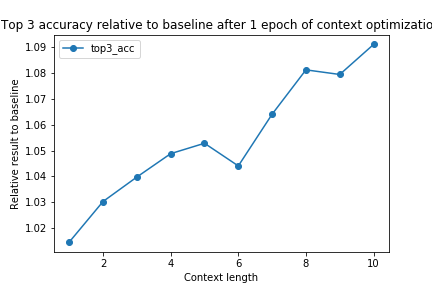 Top 3 accuracy relative to baseline after 1 epoch of context optimizatio
top3_acc
Relative result to baseline
1.09
1.08
1.07
1.06
1.05
1.04
1.03
1.02
2 4 6 8 10
Context length